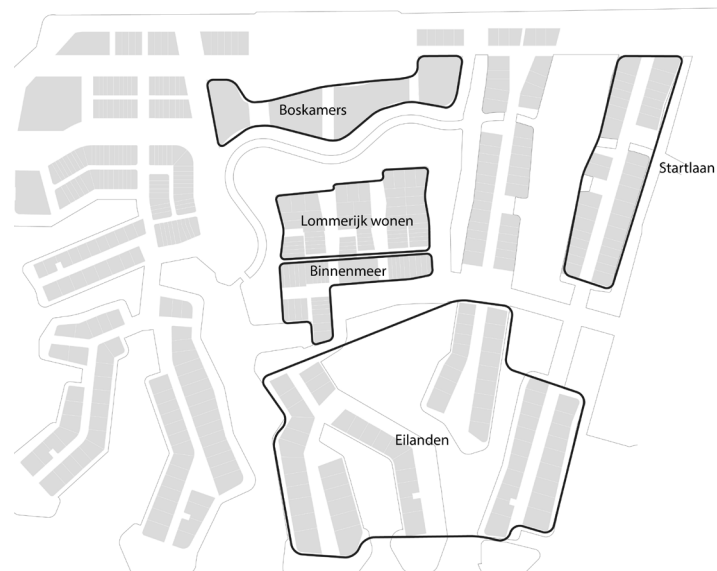 Boskamers
Startlaan
Lommerijk wonen
Binnenmeer
Eilanden